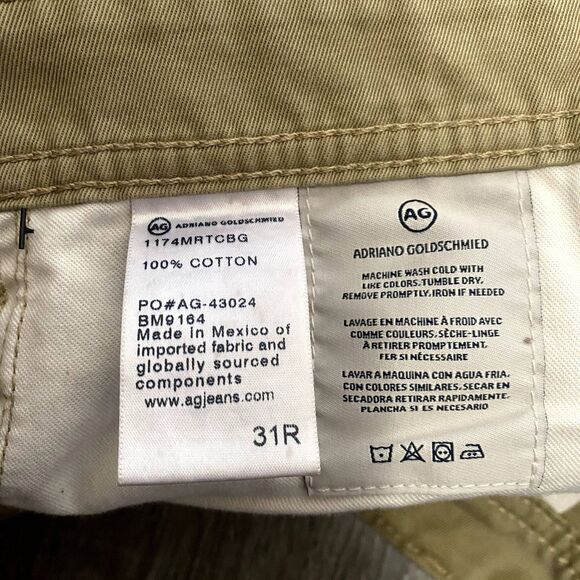 AG ADRIANO GOLDSCHMIED
1174MRTCBG
100% COTTON
PO#AG-43024
BM9164
Made in Mexico of
imported fabric and
globally sourced
components
www.agjeans.com
31R
AG
ADRIANO GOLDSCHMIED
MACHINE WASH COLD WITH
LIKE COLORS. TUMBLE DRY.
REMOVE PROMPTLY. IRON IF NEEDED
LAVAGE EN MACHINE À FROID AVEC
COMME COULEURS. SÈCHE-LINGE
À RETIRER PROMPTEMENT.
FER SI NÉCESSAIRE
LAVAR A MAQUINA CON AGUA FRIA.
CON COLORES SIMILARES. SECAR EN
SECADORA RETIRAR RAPIDAMENTE.
PLANCHA SI ES NECESARIO